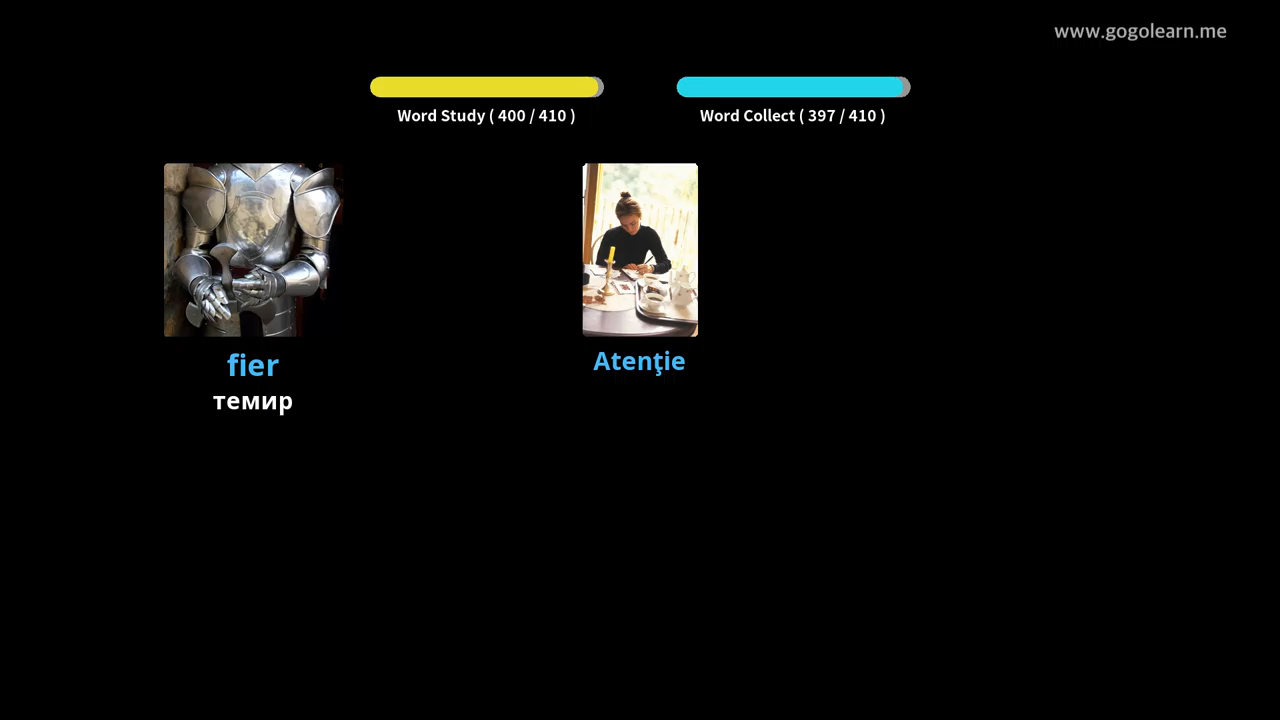 www.gogolearn.me
Word Study ( 400 / 410 )
Word Collect ( 397 / 410 )
fier
темир
Atenţie